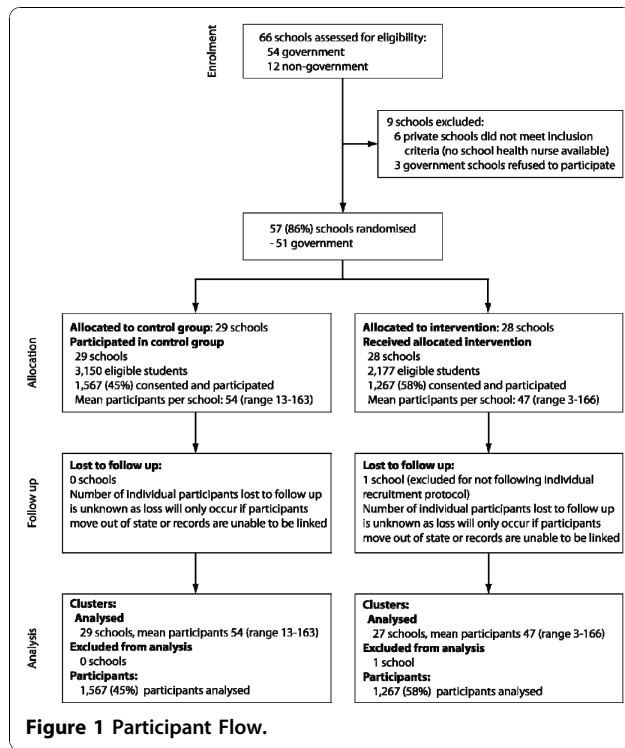 Enrolment
66 schools assessed for eligibility:
54 government
12 non-government
9 schools excluded:
6 private schools did not meet inclusion
criteria (no school health nurse available)
3 government schools refused to participate
57 (86%) schools randomised
- 51 government
Allocation
Allocated to control group: 29 schools
Participated in control group
29 schools
3,150 eligible students
1,567 (45%) consented and participated
Mean participants per school: 54 (range 13-163)
Allocated to intervention: 28 schools
Received allocated intervention
28 schools
2,177 eligible students
1,267 (58%) consented and participated
Mean participants per school: 47 (range 3-166)
Follow up
Lost to follow up:
0 schools
Number of individual participants lost to follow up
is unknown as loss will only occur if participants
move out of state or records are unable to be linked
Lost to follow up:
1 school (excluded for not following individual
recruitment protocol)
Number of individual participants lost to follow up
is unknown as loss will only occur if participants
move out of state or records are unable to be linked
Analysis
Clusters:
Analysed
29 schools, mean participants 54 (range 13-163)
Excluded from analysis
0 schools
Participants:
1,567 (45%) participants analysed
Clusters:
Analysed
27 schools, mean participants 47 (range 3-166)
Excluded from analysis
1 school
Participants:
1,267 (58%) participants analysed
Figure 1 Participant Flow.